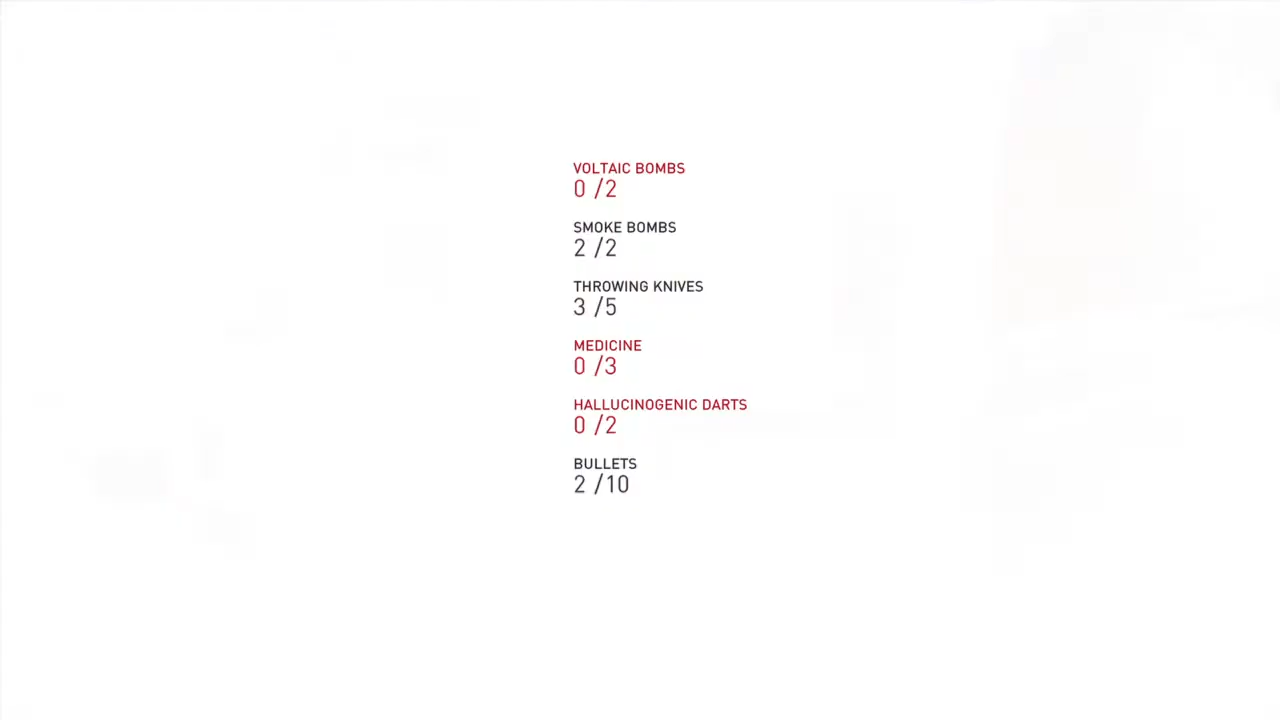 VOLTAIC BOMBS
0 /2
SMOKE BOMBS
2 /2
THROWING KNIVES
3 /5
MEDICINE
0 /3
HALLUCINOGENIC DARTS
0 /2
BULLETS
2 /10